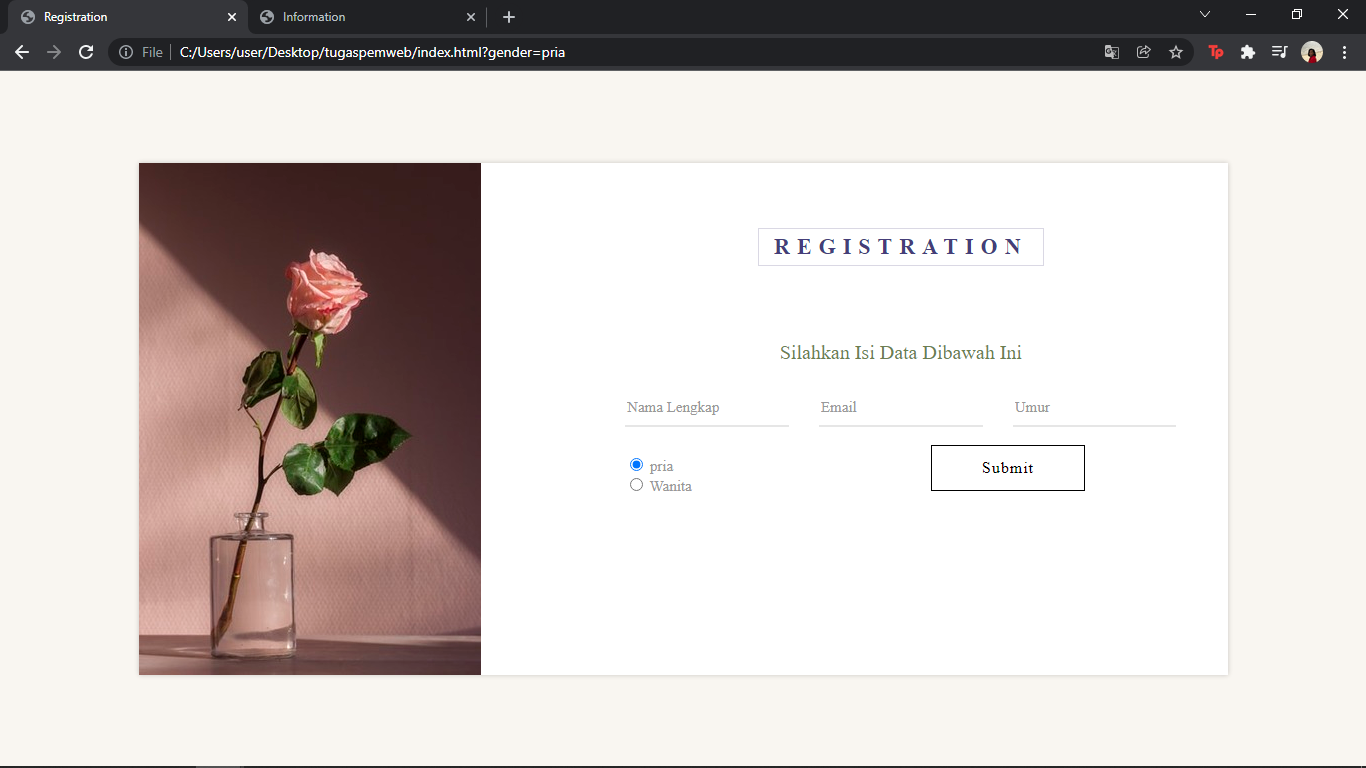 Registration
Information
File
C:/Users/user/Desktop/tugaspemweb/index.html?gender=pria
Tp
REGISTRATION
Silahkan Isi Data Dibawah Ini
Nama Lengkap
Email
Umur
pria
Submit
Wanita